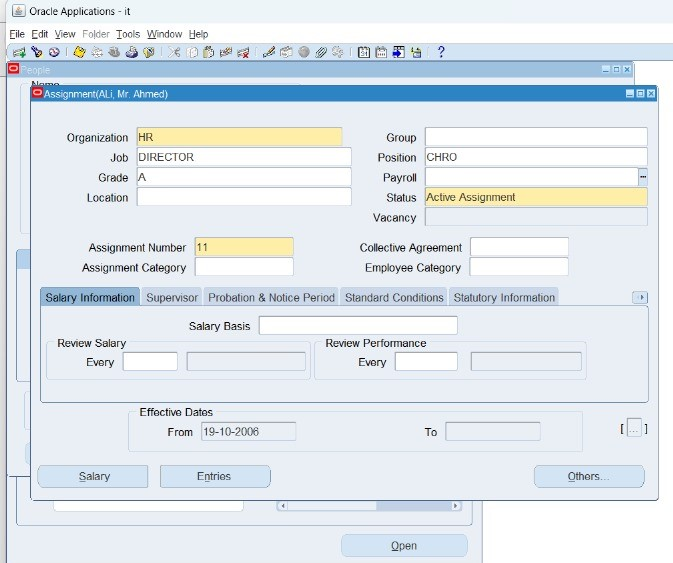 Oracle Applications - it
File Edit View Folder Tools Window Help
People
Name
Assignment(ALi, Mr. Ahmed)
Organization HR Group
Job DIRECTOR Position CHRO
Grade A Payroll
Location Status Active Assignment
Vacancy
Assignment Number 11 Collective Agreement
Assignment Category Employee Category
Salary Information Supervisor Probation & Notice Period Standard Conditions Statutory Information
Salary Basis
Review Salary Review Performance
Every Every
Effective Dates
From 19-10-2006 To [ ... ]
Salary Entries Others...
Open